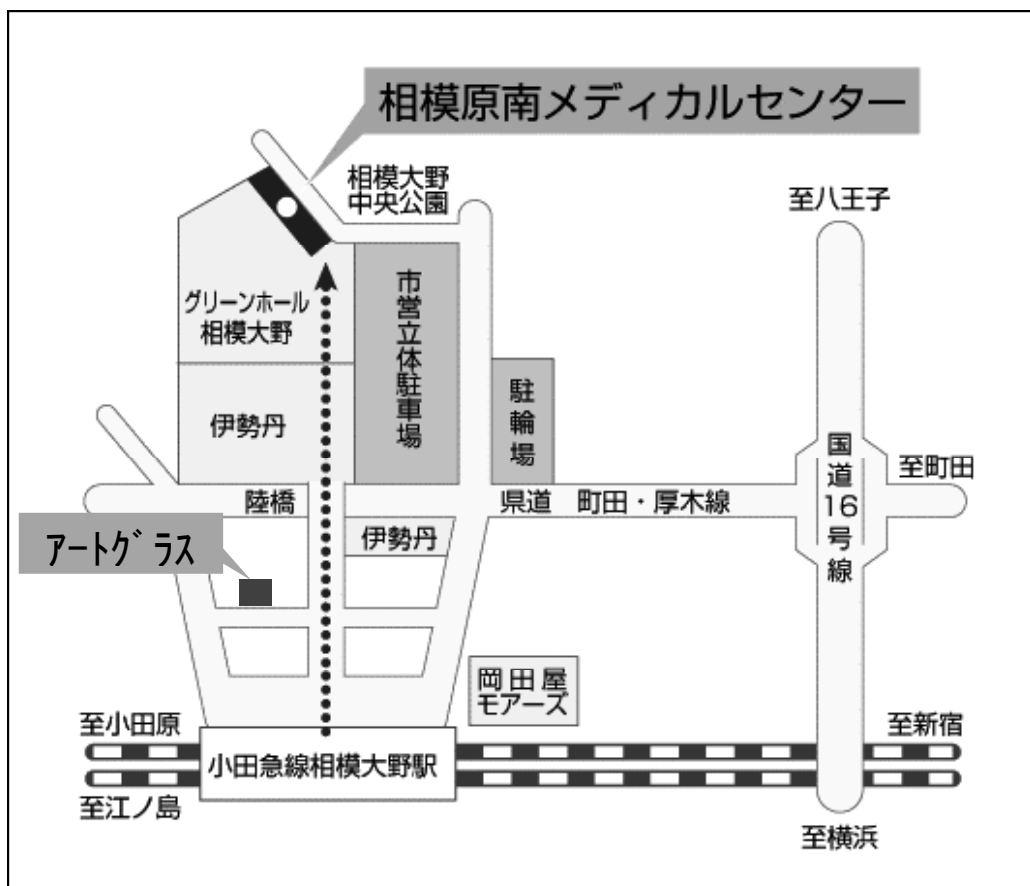 相模原南メディカルセンター
相模大野
中央公園
至八王子
市営立体駐車場
グリーンホール
相模大野
駐輪場
伊勢丹
国道16号線
至町田
陸橋
県道 町田・厚木線
伊勢丹
アートグラス
岡田屋
モアーズ
至小田原
至新宿
小田急線相模大野駅
至江ノ島
至横浜